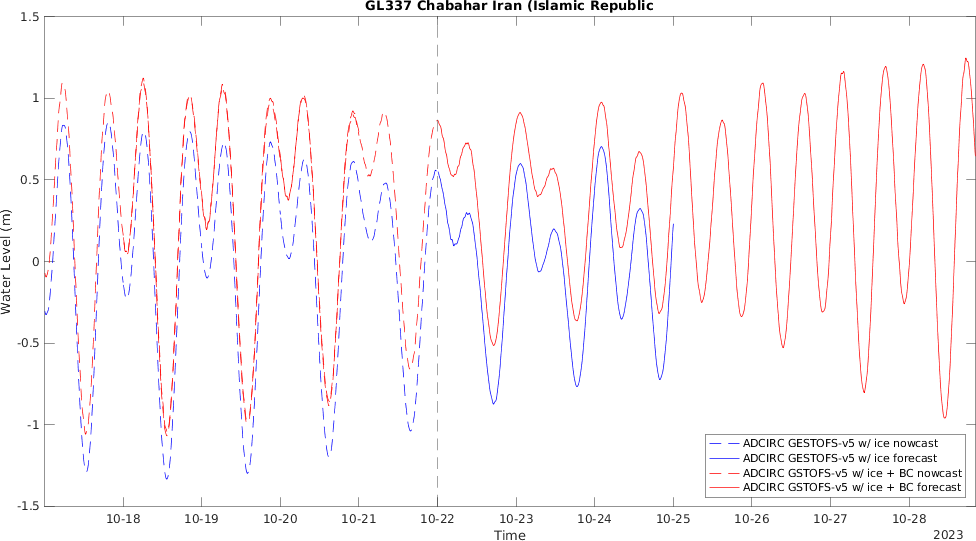 GL337 Chabahar Iran (Islamic Republic
1.5
1
0.5
0
-0.5
-1
-1.5
Water Level (m)
10-18
10-19
10-20
10-21
10-22
10-23
10-24
10-25
10-26
10-27
10-28
2023
Time
ADCIRC GESTOFS-v5 w/ ice nowcast
ADCIRC GESTOFS-v5 w/ ice forecast
ADCIRC GSTOFS-v5 w/ ice + BC nowcast
ADCIRC GSTOFS-v5 w/ ice + BC forecast